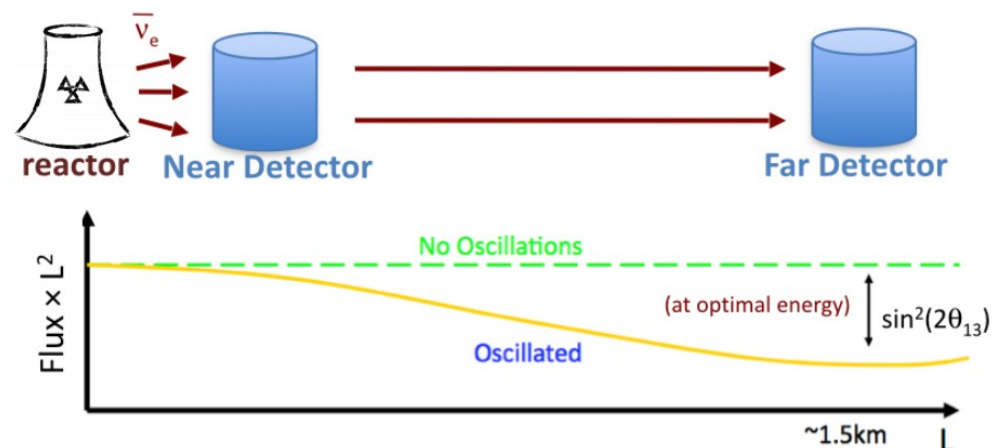 ν̅ₑ
reactor
Near Detector
Far Detector
Flux × L²
No Oscillations
(at optimal energy)
sin²(2θ₁₃)
Oscillated
~1.5km
L